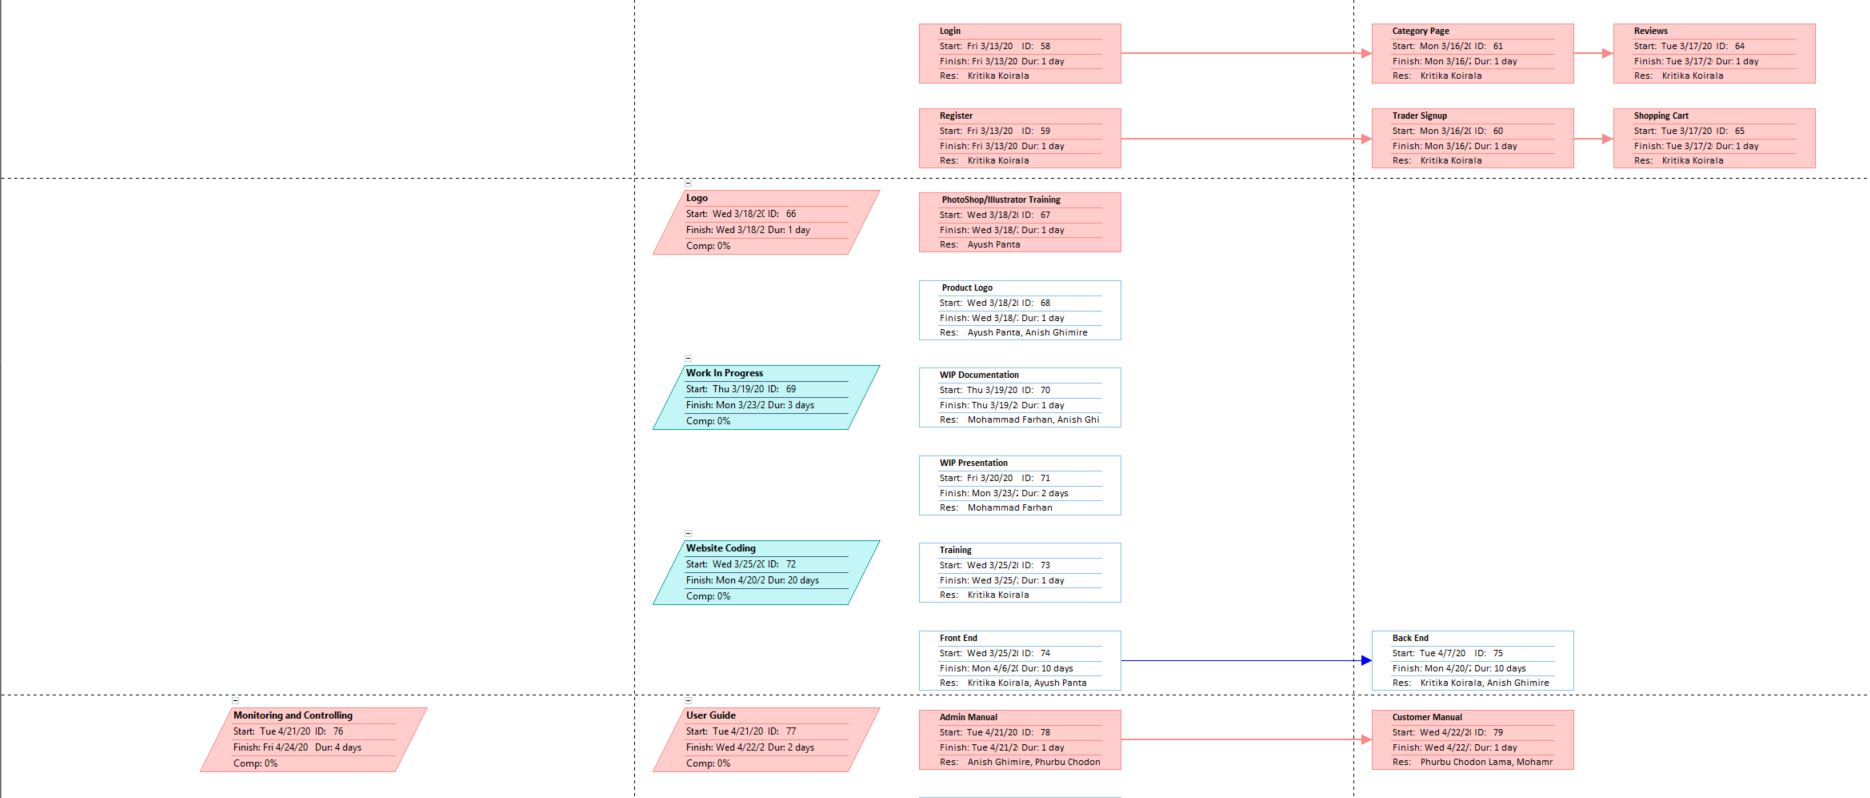 Login
Start: Fri 3/13/20 ID: 58
Finish: Fri 3/13/20 Dur: 1 day
Res: Kritika Koirala
Category Page
Start: Mon 3/16/2( ID: 61
Finish: Mon 3/16/: Dur: 1 day
Res: Kritika Koirala
Reviews
Start: Tue 3/17/20 ID: 64
Finish: Tue 3/17/2 Dur: 1 day
Res: Kritika Koirala
Register
Start: Fri 3/13/20 ID: 59
Finish: Fri 3/13/20 Dur: 1 day
Res: Kritika Koirala
Trader Signup
Start: Mon 3/16/2( ID: 60
Finish: Mon 3/16/: Dur: 1 day
Res: Kritika Koirala
Shopping Cart
Start: Tue 3/17/20 ID: 65
Finish: Tue 3/17/2 Dur: 1 day
Res: Kritika Koirala
Logo
Start: Wed 3/18/2( ID: 66
Finish: Wed 3/18/2 Dur: 1 day
Comp: 0%
PhotoShop/Illustrator Training
Start: Wed 3/18/2( ID: 67
Finish: Wed 3/18/: Dur: 1 day
Res: Ayush Panta
Product Logo
Start: Wed 3/18/2( ID: 68
Finish: Wed 3/18/: Dur: 1 day
Res: Ayush Panta, Anish Ghimire
Work In Progress
Start: Thu 3/19/20 ID: 69
Finish: Mon 3/23/2 Dur: 3 days
Comp: 0%
WIP Documentation
Start: Thu 3/19/20 ID: 70
Finish: Thu 3/19/2 Dur: 1 day
Res: Mohammad Farhan, Anish Ghi
WIP Presentation
Start: Fri 3/20/20 ID: 71
Finish: Mon 3/23/: Dur: 2 days
Res: Mohammad Farhan
Website Coding
Start: Wed 3/25/2( ID: 72
Finish: Mon 4/20/2 Dur: 20 days
Comp: 0%
Training
Start: Wed 3/25/2( ID: 73
Finish: Wed 3/25/: Dur: 1 day
Res: Kritika Koirala
Front End
Start: Wed 3/25/2( ID: 74
Finish: Mon 4/6/2( Dur: 10 days
Res: Kritika Koirala, Ayush Panta
Back End
Start: Tue 4/7/20 ID: 75
Finish: Mon 4/20/: Dur: 10 days
Res: Kritika Koirala, Anish Ghimire
Monitoring and Controlling
Start: Tue 4/21/20 ID: 76
Finish: Fri 4/24/20 Dur: 4 days
Comp: 0%
User Guide
Start: Tue 4/21/20 ID: 77
Finish: Wed 4/22/2 Dur: 2 days
Comp: 0%
Admin Manual
Start: Tue 4/21/20 ID: 78
Finish: Tue 4/21/2 Dur: 1 day
Res: Anish Ghimire, Phurbu Chodon
Customer Manual
Start: Wed 4/22/2( ID: 79
Finish: Wed 4/22/: Dur: 1 day
Res: Phurbu Chodon Lama, Mohamr